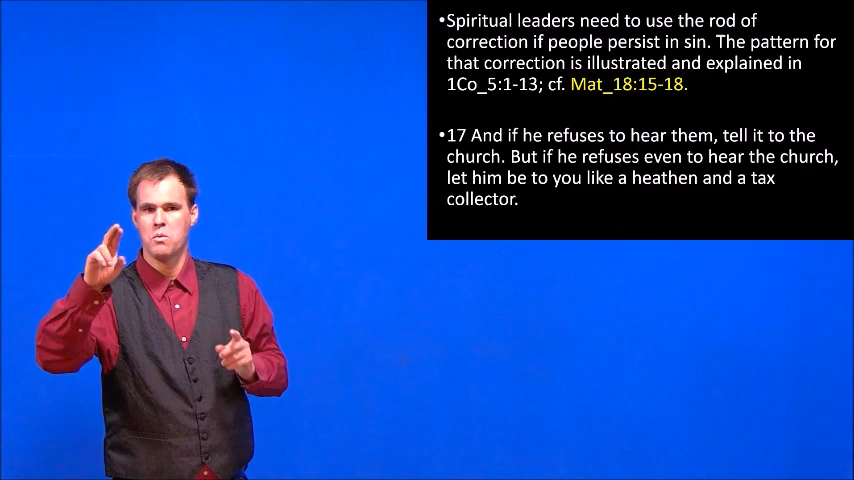 •Spiritual leaders need to use the rod of
correction if people persist in sin. The pattern for
that correction is illustrated and explained in
1Co_5:1-13; cf. Mat_18:15-18.
•17 And if he refuses to hear them, tell it to the
church. But if he refuses even to hear the church,
let him be to you like a heathen and a tax
collector.